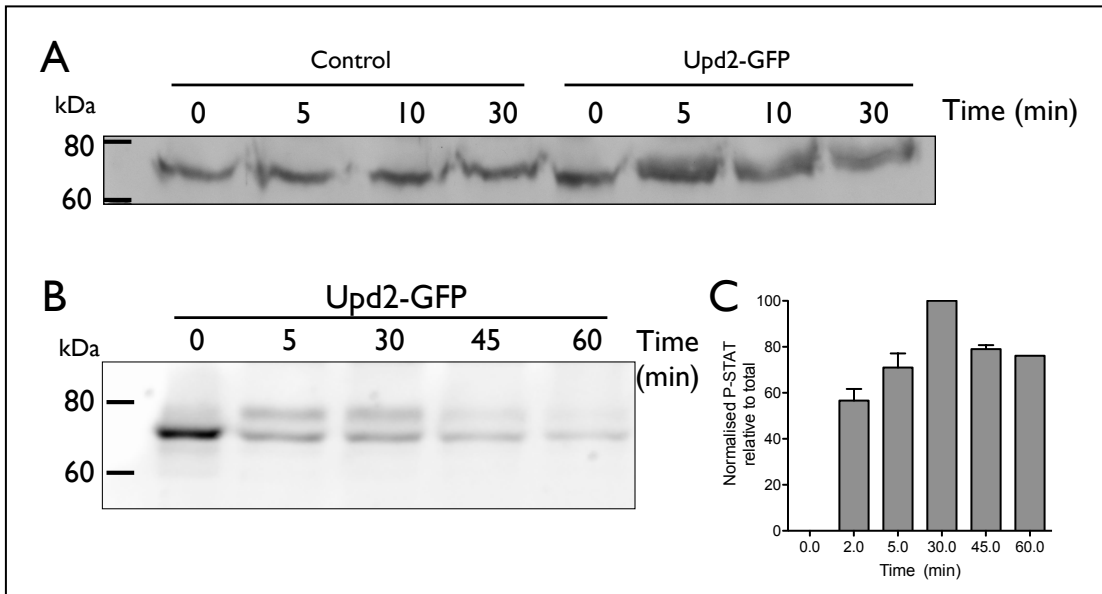 A
Control Upd2-GFP
kDa
0 5 10 30 0 5 10 30 Time (min)
80
60
B
Upd2-GFP
kDa
0 5 30 45 60 Time
(min)
80
60
C
Normalised P-STAT
relative to total
100
80
60
40
20
0
0.0 2.0 5.0 30.0 45.0 60.0
Time (min)